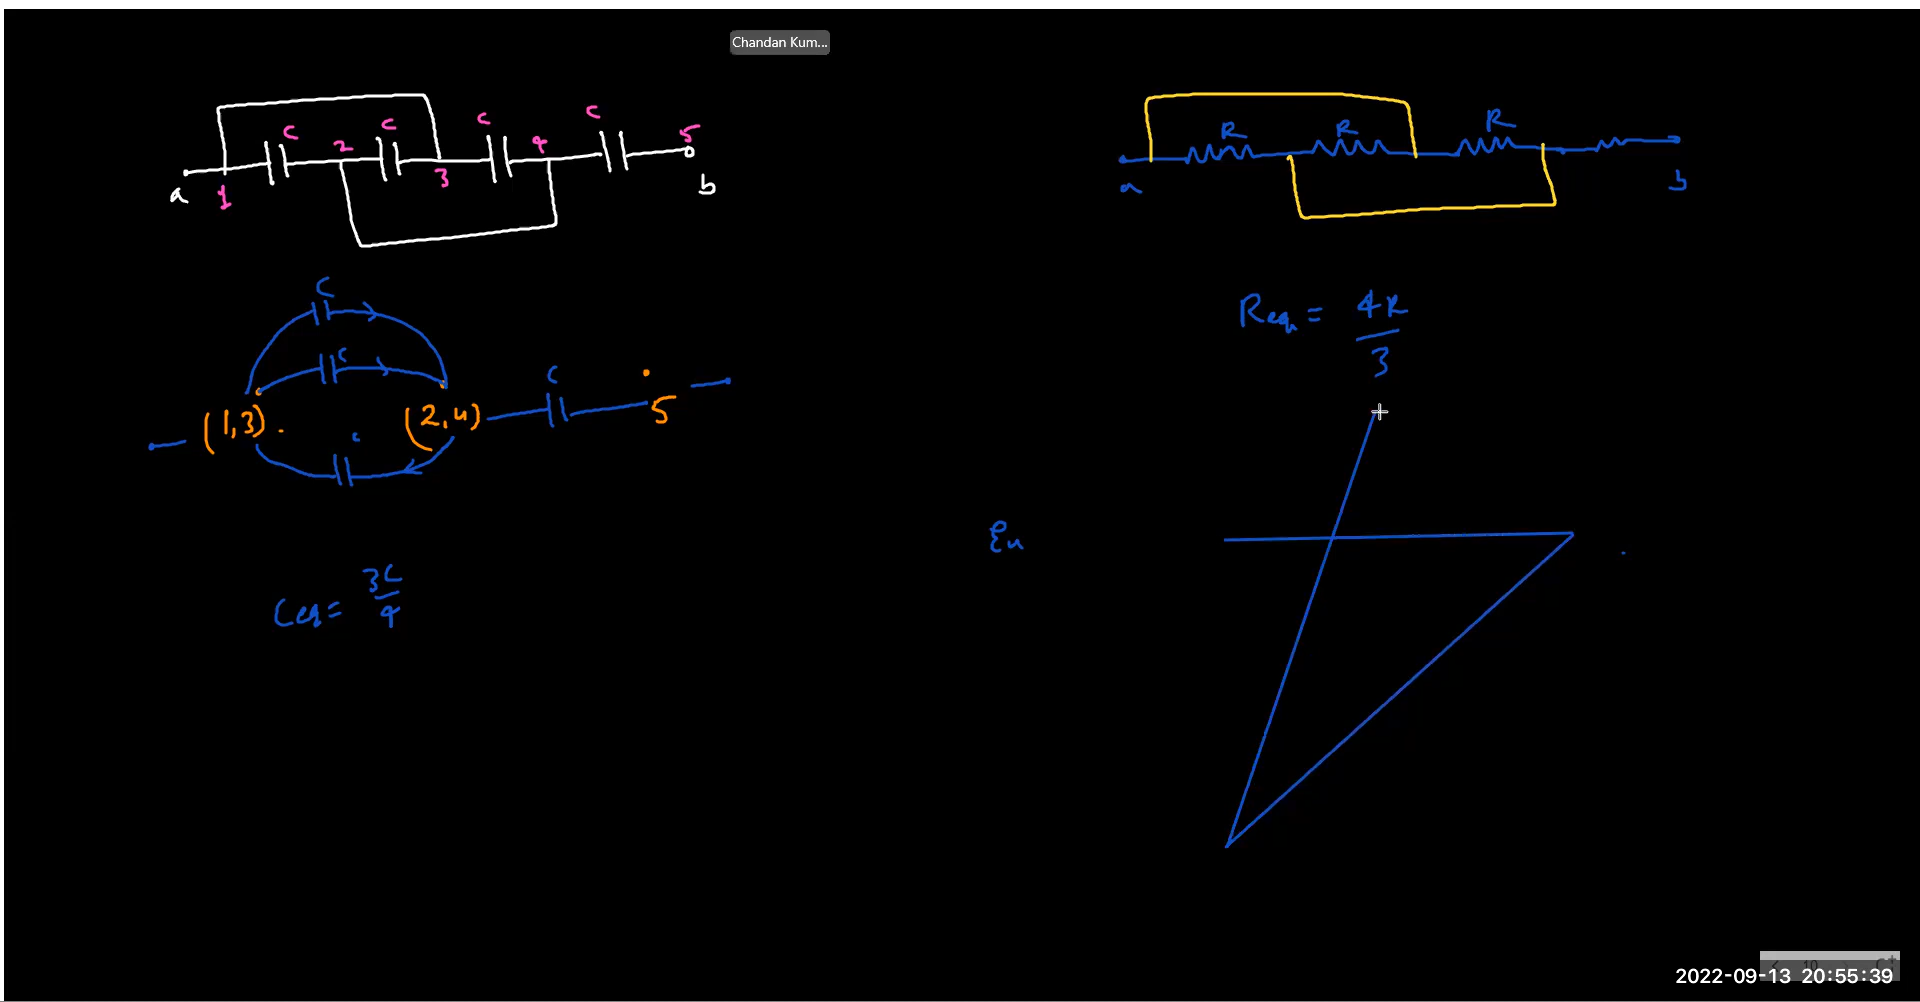 Chandan Kum...
C C C C
2 4 5
a 1 3 b
C
C
C
(1,3). (2,4) 5
C
Ceq = 3C/4
R R R
a b
Req = 4R/3
2022-09-13 20:55:39